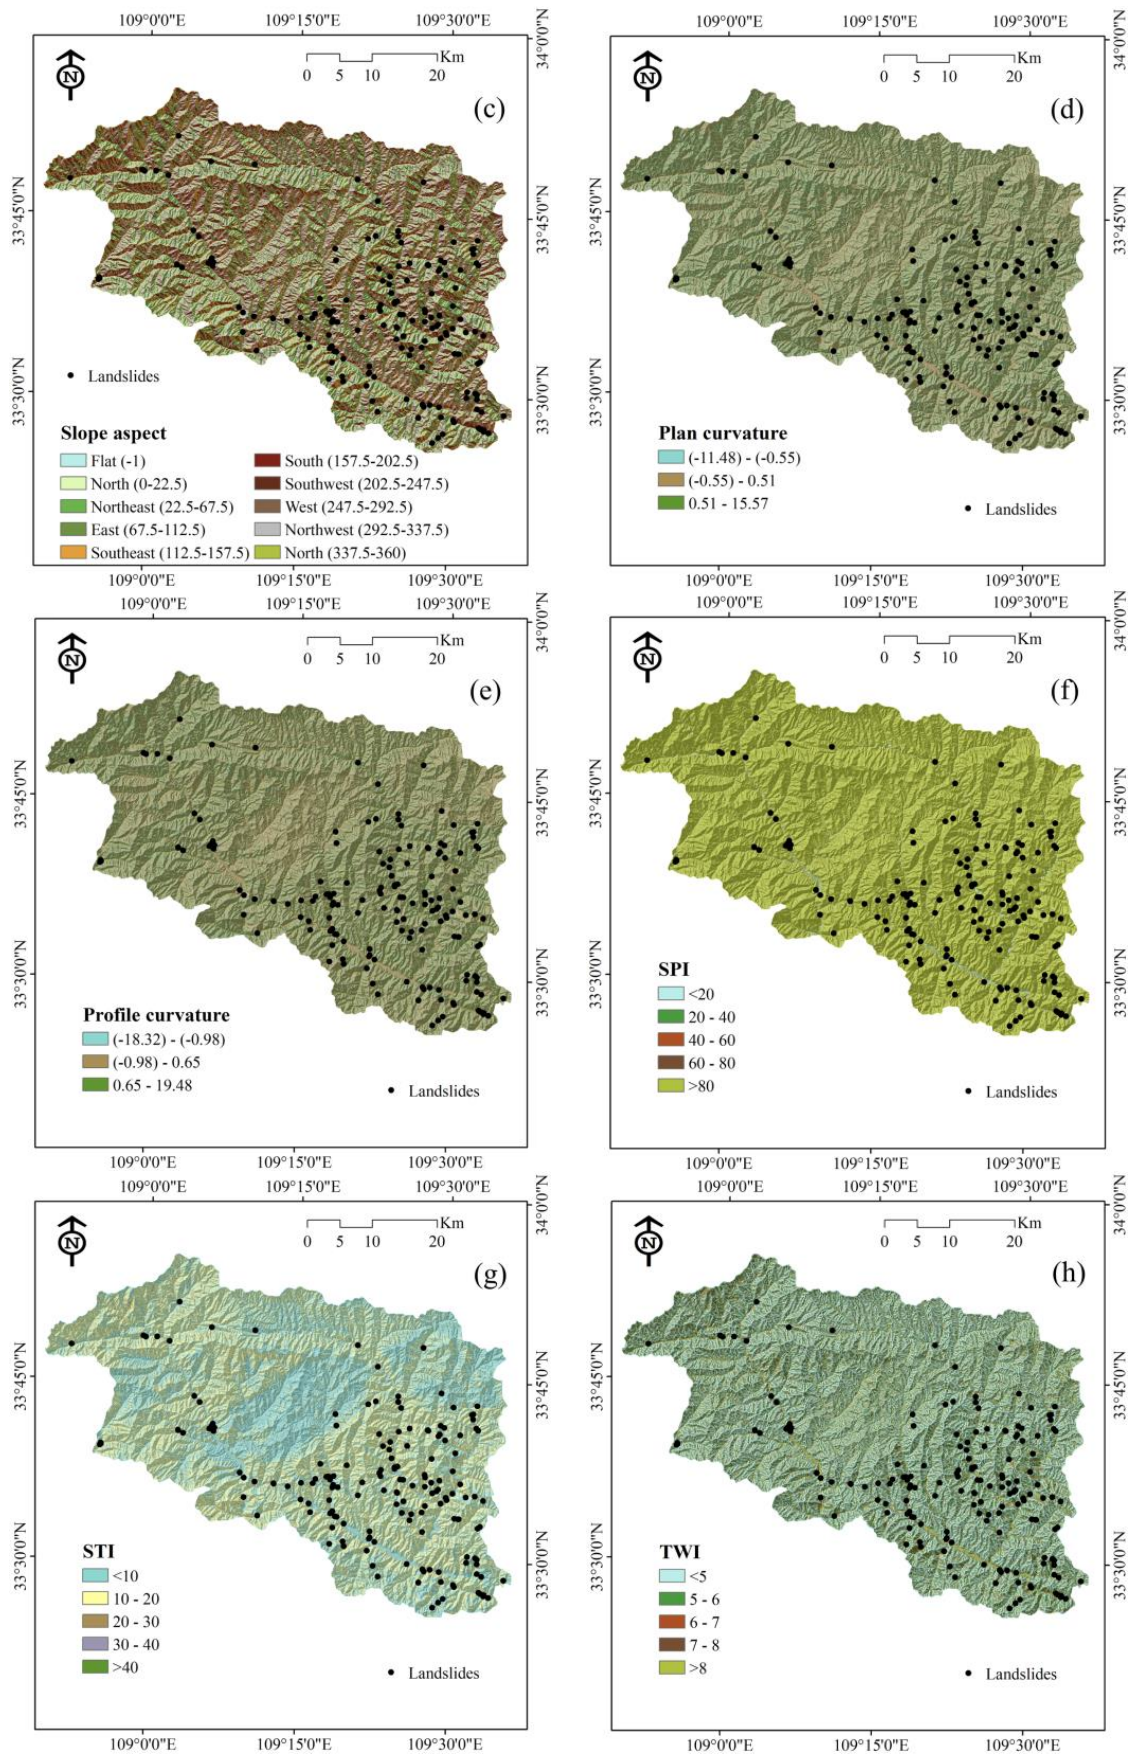 109°0'0"E 109°15'0"E 109°30'0"E
109°0'0"E 109°15'0"E 109°30'0"E
34°0'0"N
34°0'0"N
N
Km
0 5 10 20
(c)
N
Km
0 5 10 20
(d)
33°45'0"N
33°45'0"N
33°45'0"N
33°45'0"N
33°30'0"N
33°30'0"N
33°30'0"N
33°30'0"N
Landslides
Slope aspect
Flat (-1)
North (0-22.5)
Northeast (22.5-67.5)
East (67.5-112.5)
Southeast (112.5-157.5)
South (157.5-202.5)
Southwest (202.5-247.5)
West (247.5-292.5)
Northwest (292.5-337.5)
North (337.5-360)
Plan curvature
(-11.48) - (-0.55)
(-0.55) - 0.51
0.51 - 15.57
Landslides
109°0'0"E 109°15'0"E 109°30'0"E
109°0'0"E 109°15'0"E 109°30'0"E
109°0'0"E 109°15'0"E 109°30'0"E
109°0'0"E 109°15'0"E 109°30'0"E
34°0'0"N
34°0'0"N
N
Km
0 5 10 20
(e)
N
Km
0 5 10 20
(f)
33°45'0"N
33°45'0"N
33°45'0"N
33°45'0"N
33°30'0"N
33°30'0"N
33°30'0"N
33°30'0"N
Profile curvature
(-18.32) - (-0.98)
(-0.98) - 0.65
0.65 - 19.48
Landslides
SPI
<20
20 - 40
40 - 60
60 - 80
>80
Landslides
109°0'0"E 109°15'0"E 109°30'0"E
109°0'0"E 109°15'0"E 109°30'0"E
109°0'0"E 109°15'0"E 109°30'0"E
109°0'0"E 109°15'0"E 109°30'0"E
34°0'0"N
34°0'0"N
N
Km
0 5 10 20
(g)
N
Km
0 5 10 20
(h)
33°45'0"N
33°45'0"N
33°45'0"N
33°45'0"N
33°30'0"N
33°30'0"N
33°30'0"N
33°30'0"N
STI
<10
10 - 20
20 - 30
30 - 40
>40
Landslides
TWI
<5
5 - 6
6 - 7
7 - 8
>8
Landslides
109°0'0"E 109°15'0"E 109°30'0"E
109°0'0"E 109°15'0"E 109°30'0"E